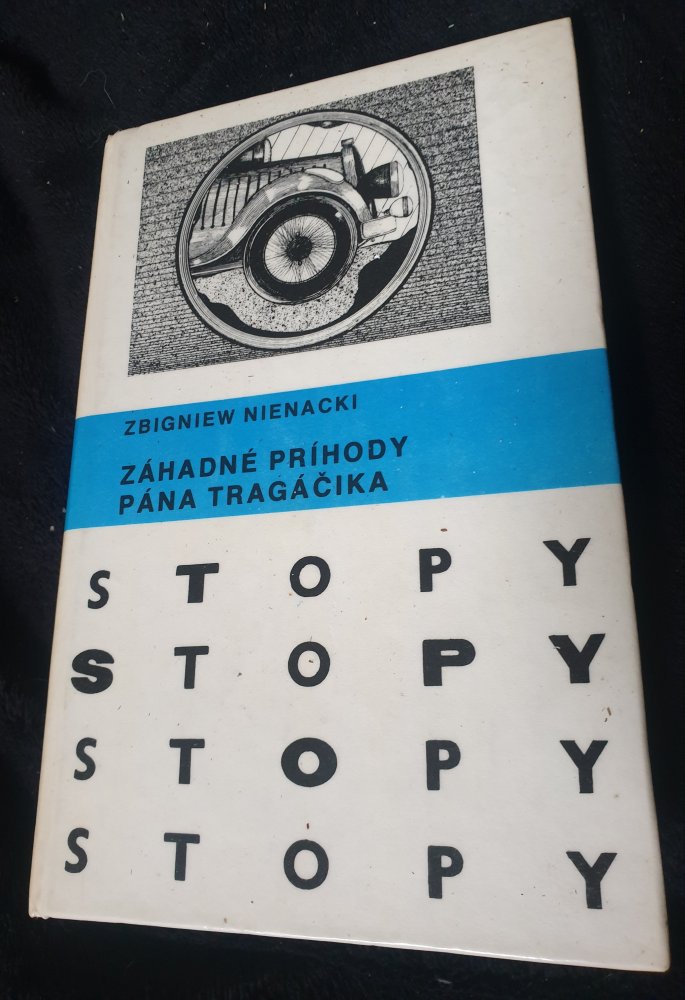 ZBIGNIEW NIENACKI
ZÁHADNÉ PRÍHODY
PÁNA TRAGÁČIKA
STOPY
STOPY
STOPY
STOPY